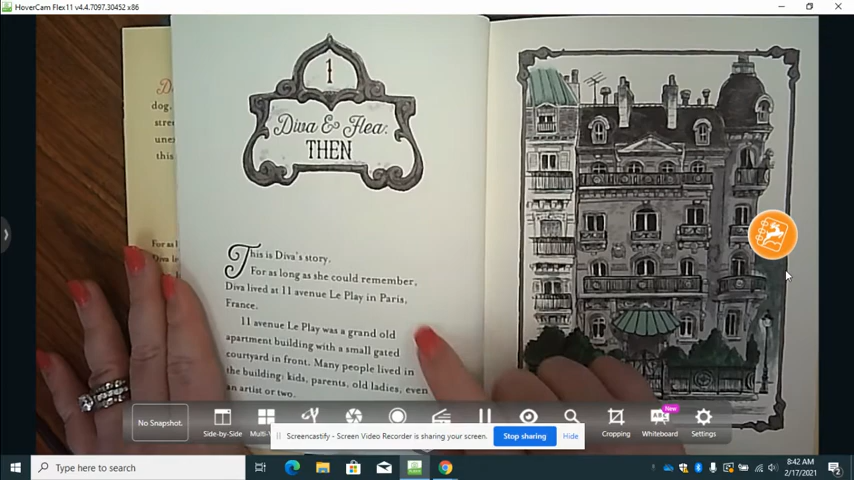 HoverCam Flex11 v4.4.7097.30452 x86
1
Diva & Flea:
THEN
dog,
stre
une
this
This is Diva's story.
For as long as she could remember,
Diva lived at 11 avenue Le Play in Paris,
France.
11 avenue Le Play was a grand old
apartment building with a small gated
courtyard in front. Many people lived in
the building: kids, parents, old ladies, even
an artist or two.
For as l
Diva li
No Snapshot.
Side-by-Side
Multi-
Cropping
New
Whiteboard
Settings
Screencastify - Screen Video Recorder is sharing your screen.
Stop sharing
Hide
Type here to search
8:42 AM
2/17/2021
2